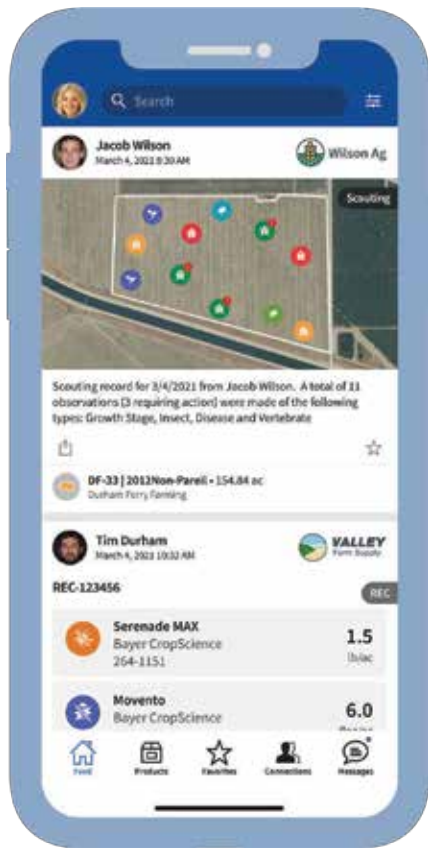 Search
Jacob Wilson
March 4, 2021 8:30 AM
Wilson Ag
Scouting
Scouting record for 3/4/2021 from Jacob Wilson. A total of 11
observations (3 requiring action) were made of the following
types: Growth Stage, Insect, Disease and Vertebrate
DF-33 | 2012Non-Pareil • 154.84 ac
Durham Ferry Farming
Tim Durham
March 4, 2021 10:32 AM
VALLEY
Farm Supply
REC-123456
REC
Serenade MAX
Bayer CropScience
264-1151
1.5
lb/ac
Movento
Bayer CropScience
6.0
Feed
Products
Favorites
Connections
Messages